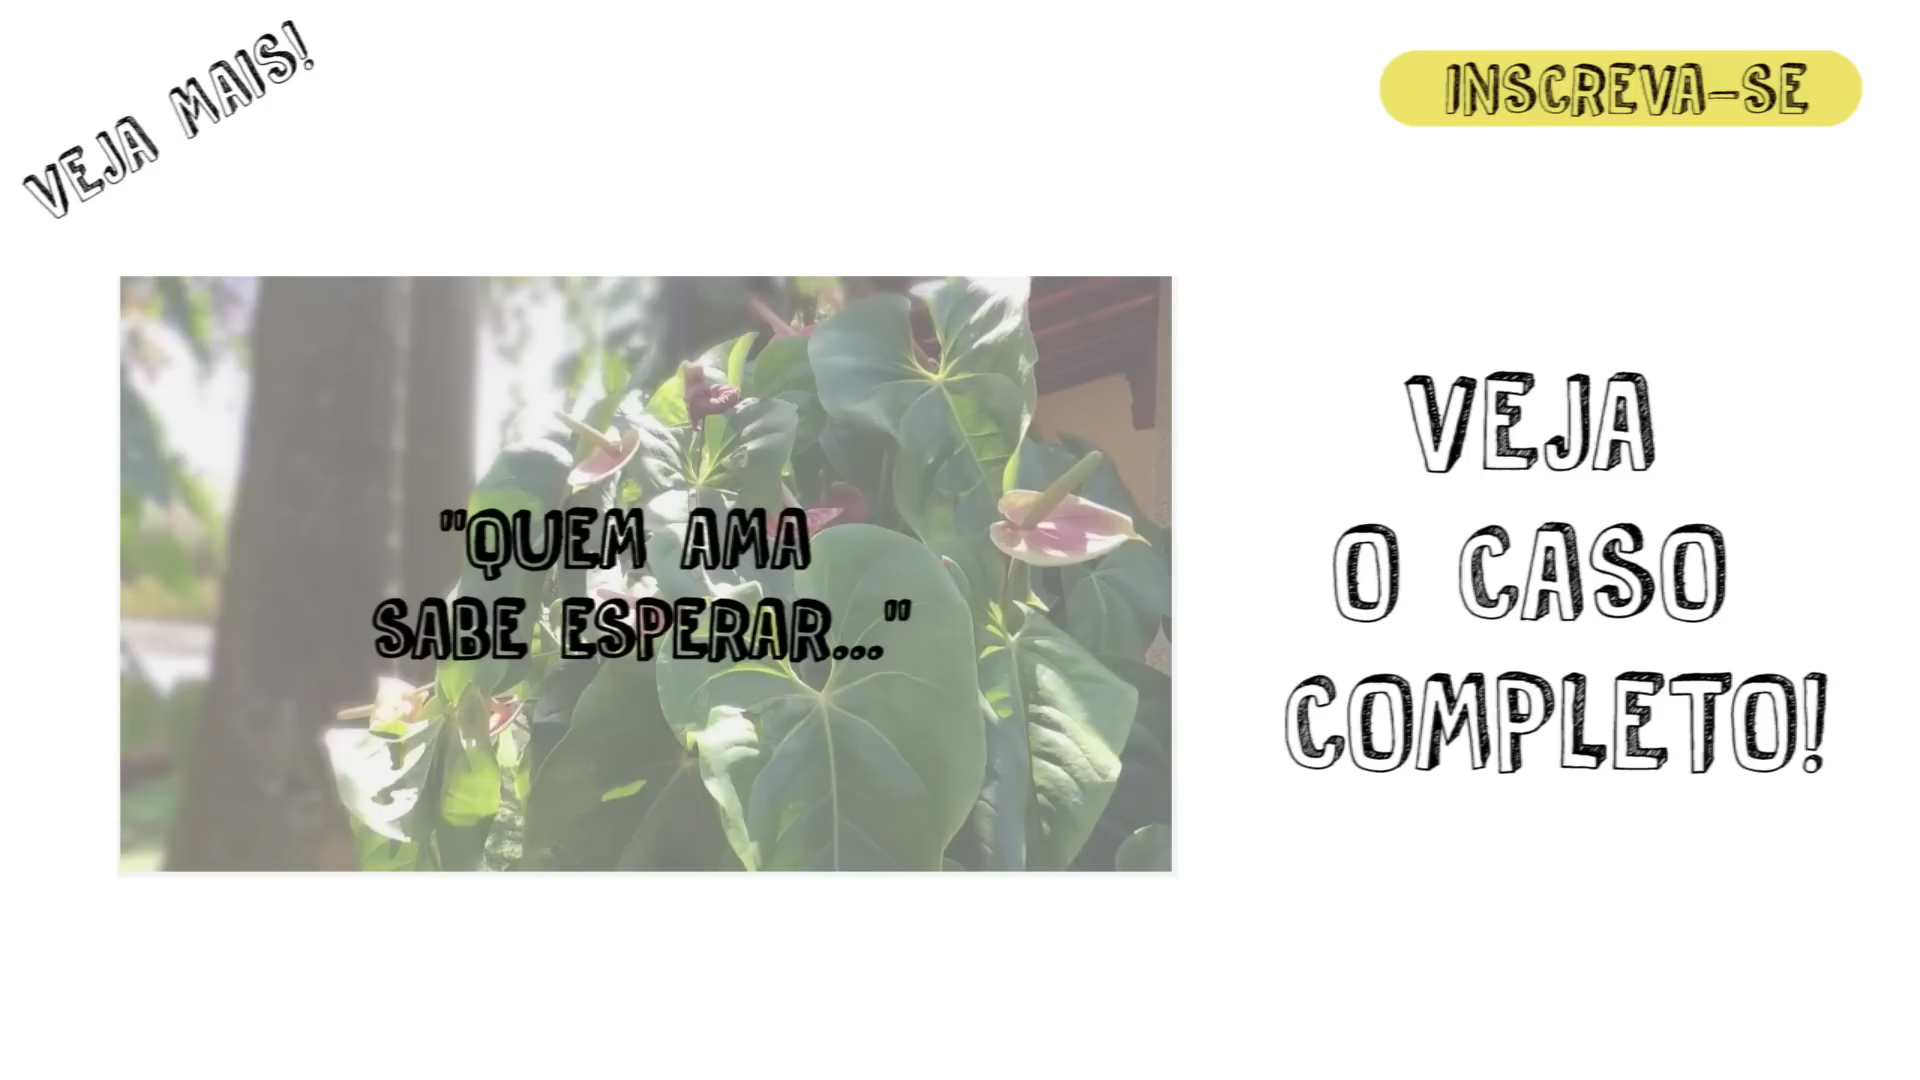 VEJA MAIS!
INSCREVA-SE
"QUEM AMA
SABE ESPERAR..."
VEJA
O CASO
COMPLETO!